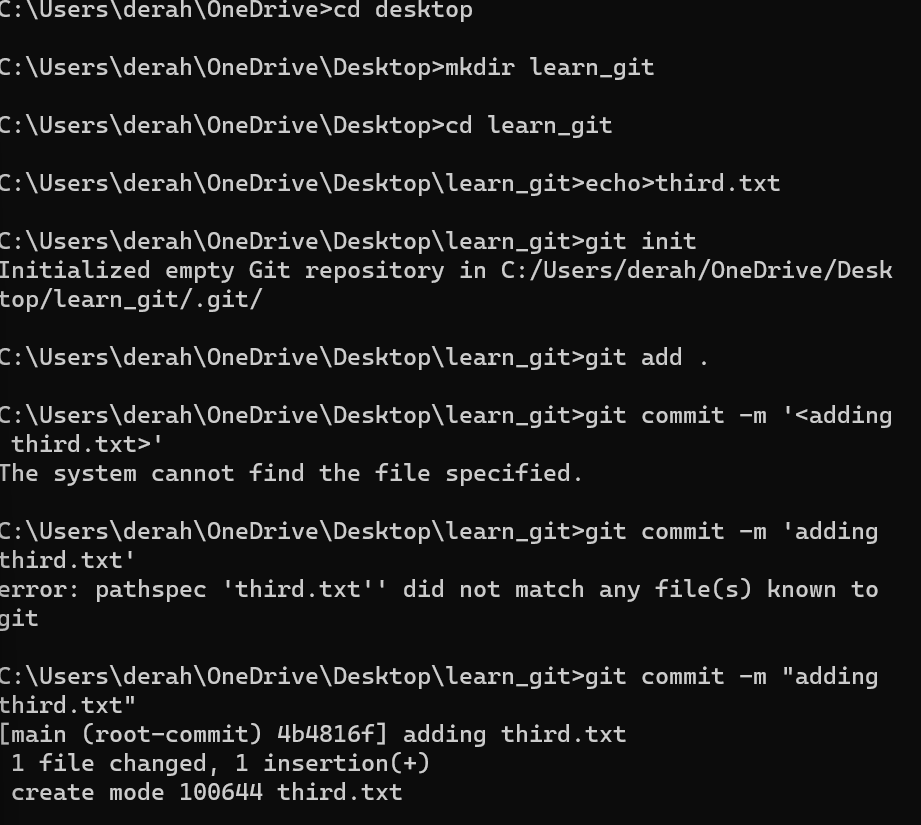 C:\Users\derah\OneDrive>cd desktop
C:\Users\derah\OneDrive\Desktop>mkdir learn_git
C:\Users\derah\OneDrive\Desktop>cd learn_git
C:\Users\derah\OneDrive\Desktop\learn_git>echo>third.txt
C:\Users\derah\OneDrive\Desktop\learn_git>git init
Initialized empty Git repository in C:/Users/derah/OneDrive/Desk
top/learn_git/.git/
C:\Users\derah\OneDrive\Desktop\learn_git>git add .
C:\Users\derah\OneDrive\Desktop\learn_git>git commit -m '<adding
 third.txt>'
The system cannot find the file specified.
C:\Users\derah\OneDrive\Desktop\learn_git>git commit -m 'adding
third.txt'
error: pathspec 'third.txt'' did not match any file(s) known to
git
C:\Users\derah\OneDrive\Desktop\learn_git>git commit -m "adding
third.txt"
[main (root-commit) 4b4816f] adding third.txt
 1 file changed, 1 insertion(+)
 create mode 100644 third.txt